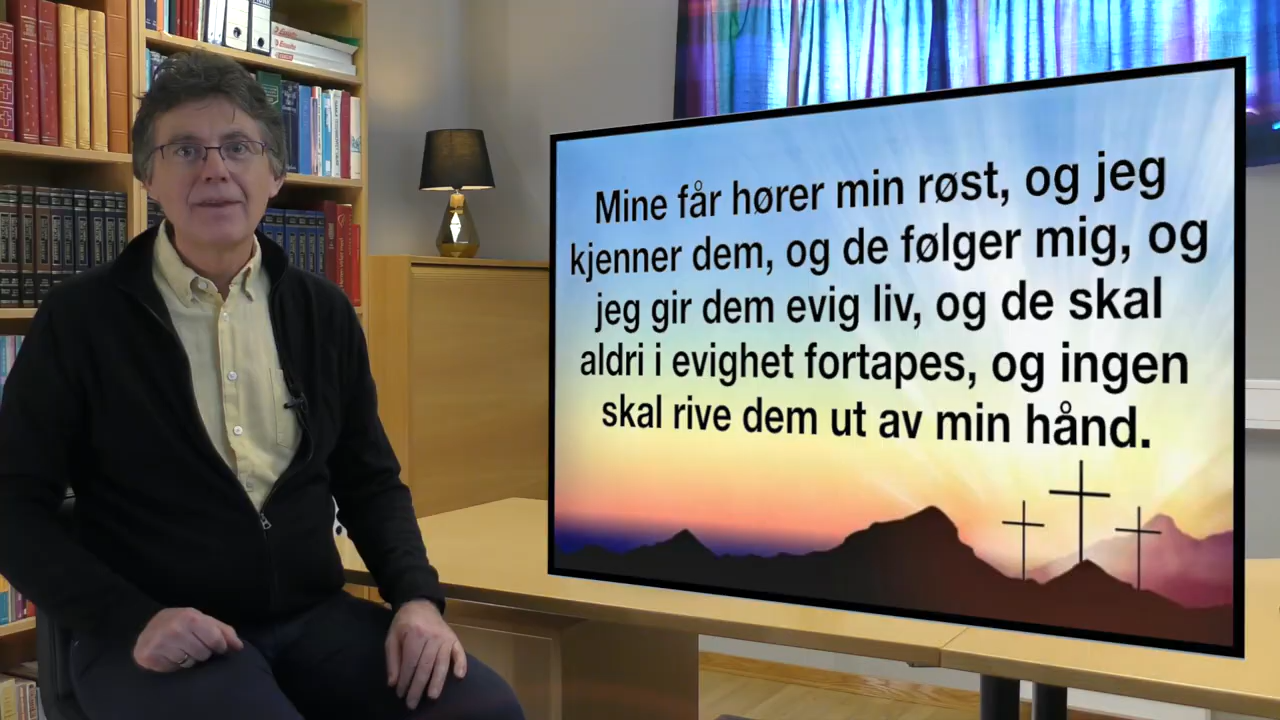 Mine får hører min røst, og jeg
kjenner dem, og de følger mig, og
jeg gir dem evig liv, og de skal
aldri i evighet fortapes, og ingen
skal rive dem ut av min hånd.